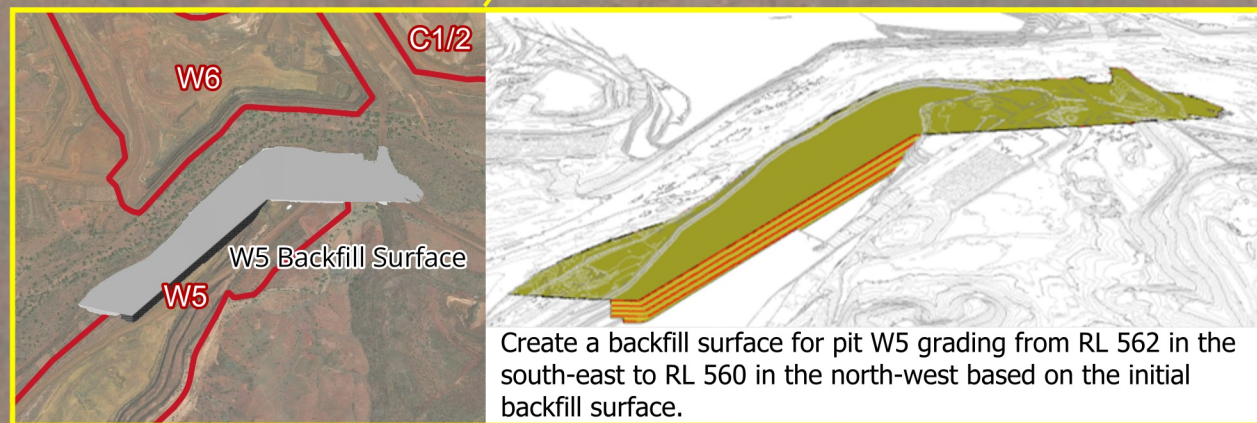 C1/2
W6
W5 Backfill Surface
W5
Create a backfill surface for pit W5 grading from RL 562 in the
south-east to RL 560 in the north-west based on the initial
backfill surface.